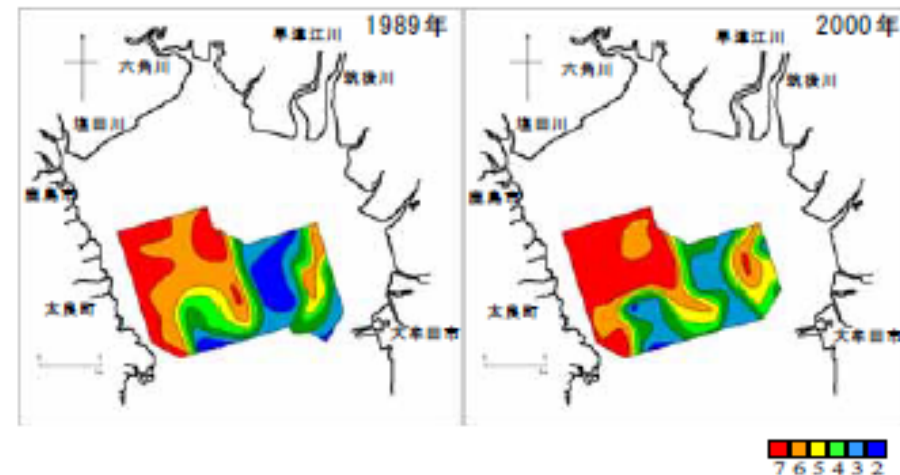 1989年
早津江川
六角川
筑後川
塩田川
鹿島市
太良町
大牟田市
2000年
早津江川
六角川
筑後川
塩田川
鹿島市
太良町
大牟田市
7 6 5 4 3 2